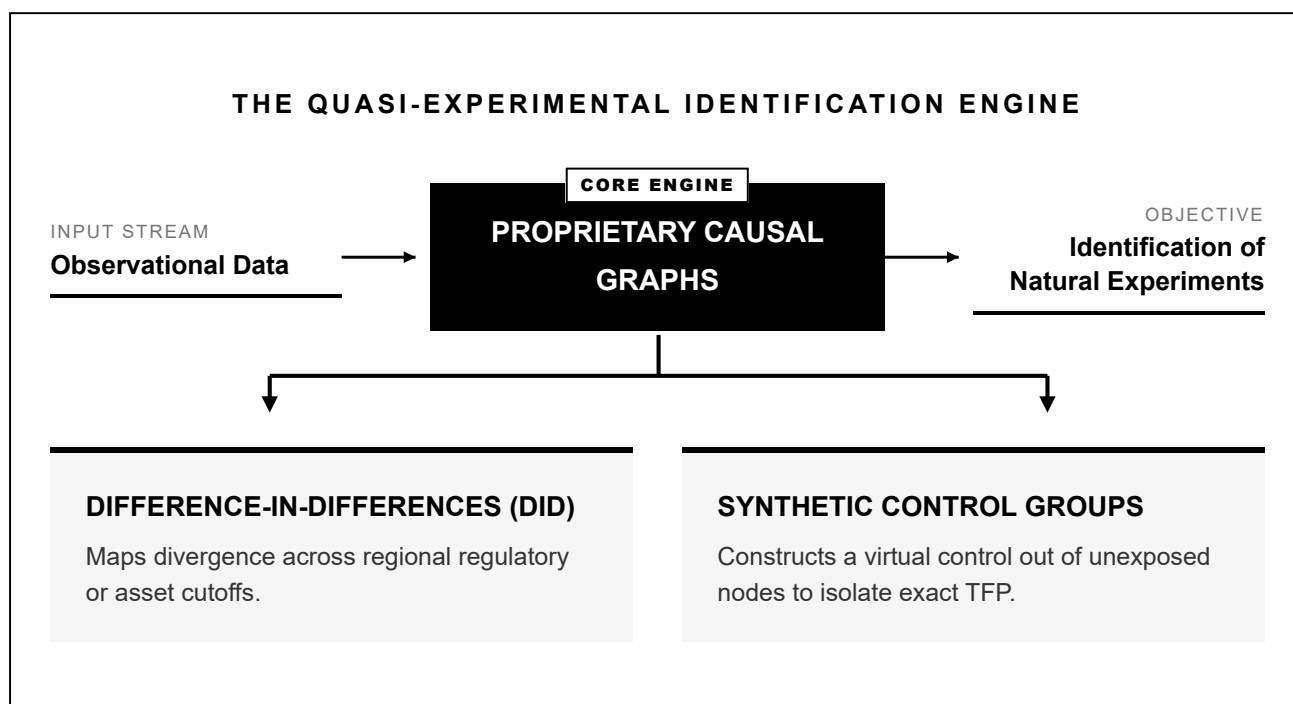 THE QUASI-EXPERIMENTAL IDENTIFICATION ENGINE
INPUT STREAM
Observational Data
CORE ENGINE
PROPRIETARY CAUSAL
GRAPHS
OBJECTIVE
Identification of
Natural Experiments
DIFFERENCE-IN-DIFFERENCES (DID)
Maps divergence across regional regulatory
or asset cutoffs.
SYNTHETIC CONTROL GROUPS
Constructs a virtual control out of unexposed
nodes to isolate exact TFP.